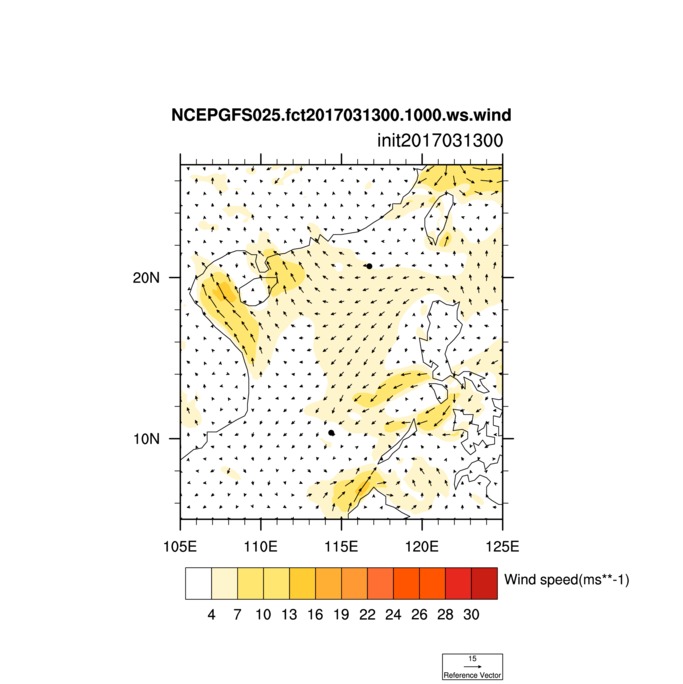 NCEPGFS025.fct2017031300.1000.ws.wind
init2017031300
20N
10N
105E 110E 115E 120E 125E
Wind speed(ms**-1)
4 7 10 13 16 19 22 24 26 28 30
15
Reference Vector